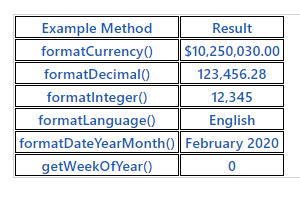 Example Method Result
formatCurrency() $10,250,030.00
formatDecimal() 123,456.28
formatInteger() 12,345
formatLanguage() English
formatDateYearMonth() February 2020
getWeekOfYear() 0